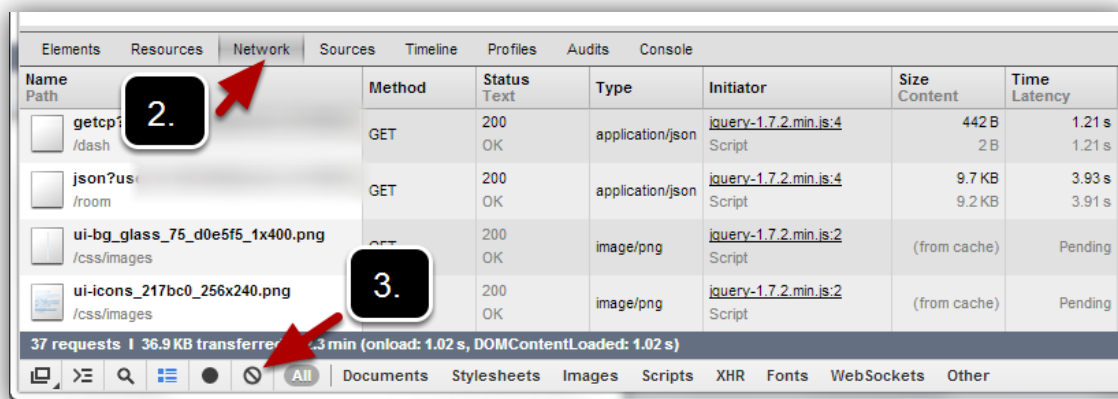 Elements Resources Network Sources Timeline Profiles Audits Console
Name Method Status Type Initiator Size Time
Path Text Content Latency
2.
getcp? GET 200 application/json jquery-1.7.2.min.js:4 442 B 1.21 s
/dash OK Script 2 B 1.21 s
json?use GET 200 application/json jquery-1.7.2.min.js:4 9.7 KB 3.93 s
/room OK Script 9.2 KB 3.91 s
ui-bg_glass_75_d0e5f5_1x400.png 200 image/png jquery-1.7.2.min.js:2 (from cache) Pending
/css/images OK Script
3.
ui-icons_217bc0_256x240.png 200 image/png jquery-1.7.2.min.js:2 (from cache) Pending
/css/images OK Script
37 requests I 36.9 KB transferre .3 min (onload: 1.02 s, DOMContentLoaded: 1.02 s)
All Documents Stylesheets Images Scripts XHR Fonts WebSockets Other